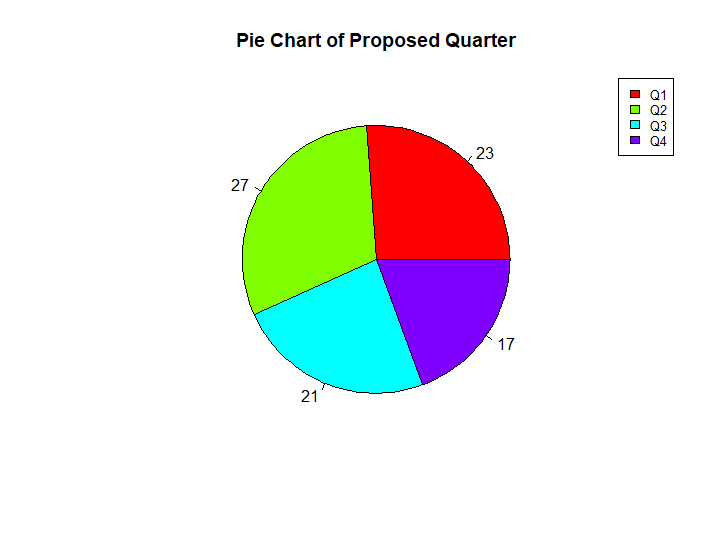 Pie Chart of Proposed Quarter
Q1
Q2
Q3
Q4
23
27
21
17